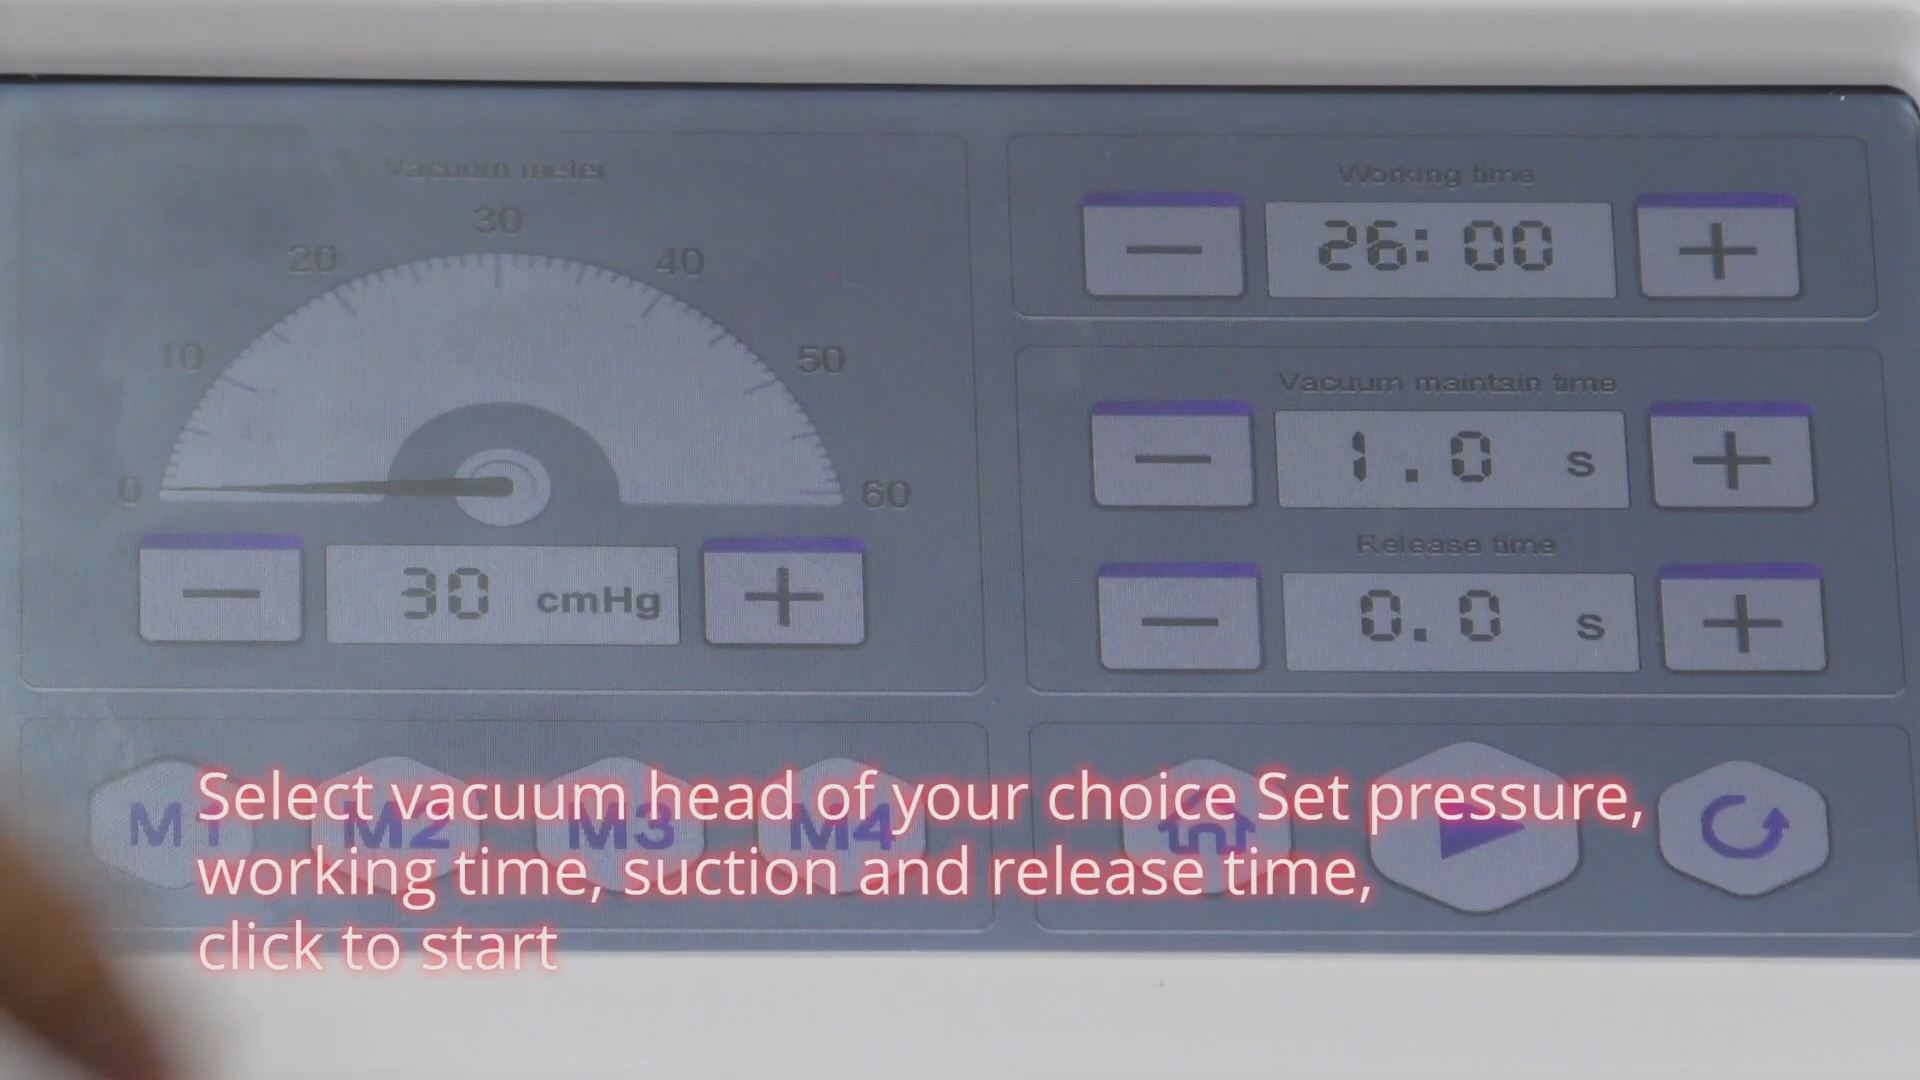 Vacuum meter
0
10
20
30
40
50
60
30 cmHg
Working time
26:00
Vacuum maintain time
1.0 s
Release time
0.0 s
M1
M2
M3
M4
Select vacuum head of your choice Set pressure,
working time, suction and release time,
click to start